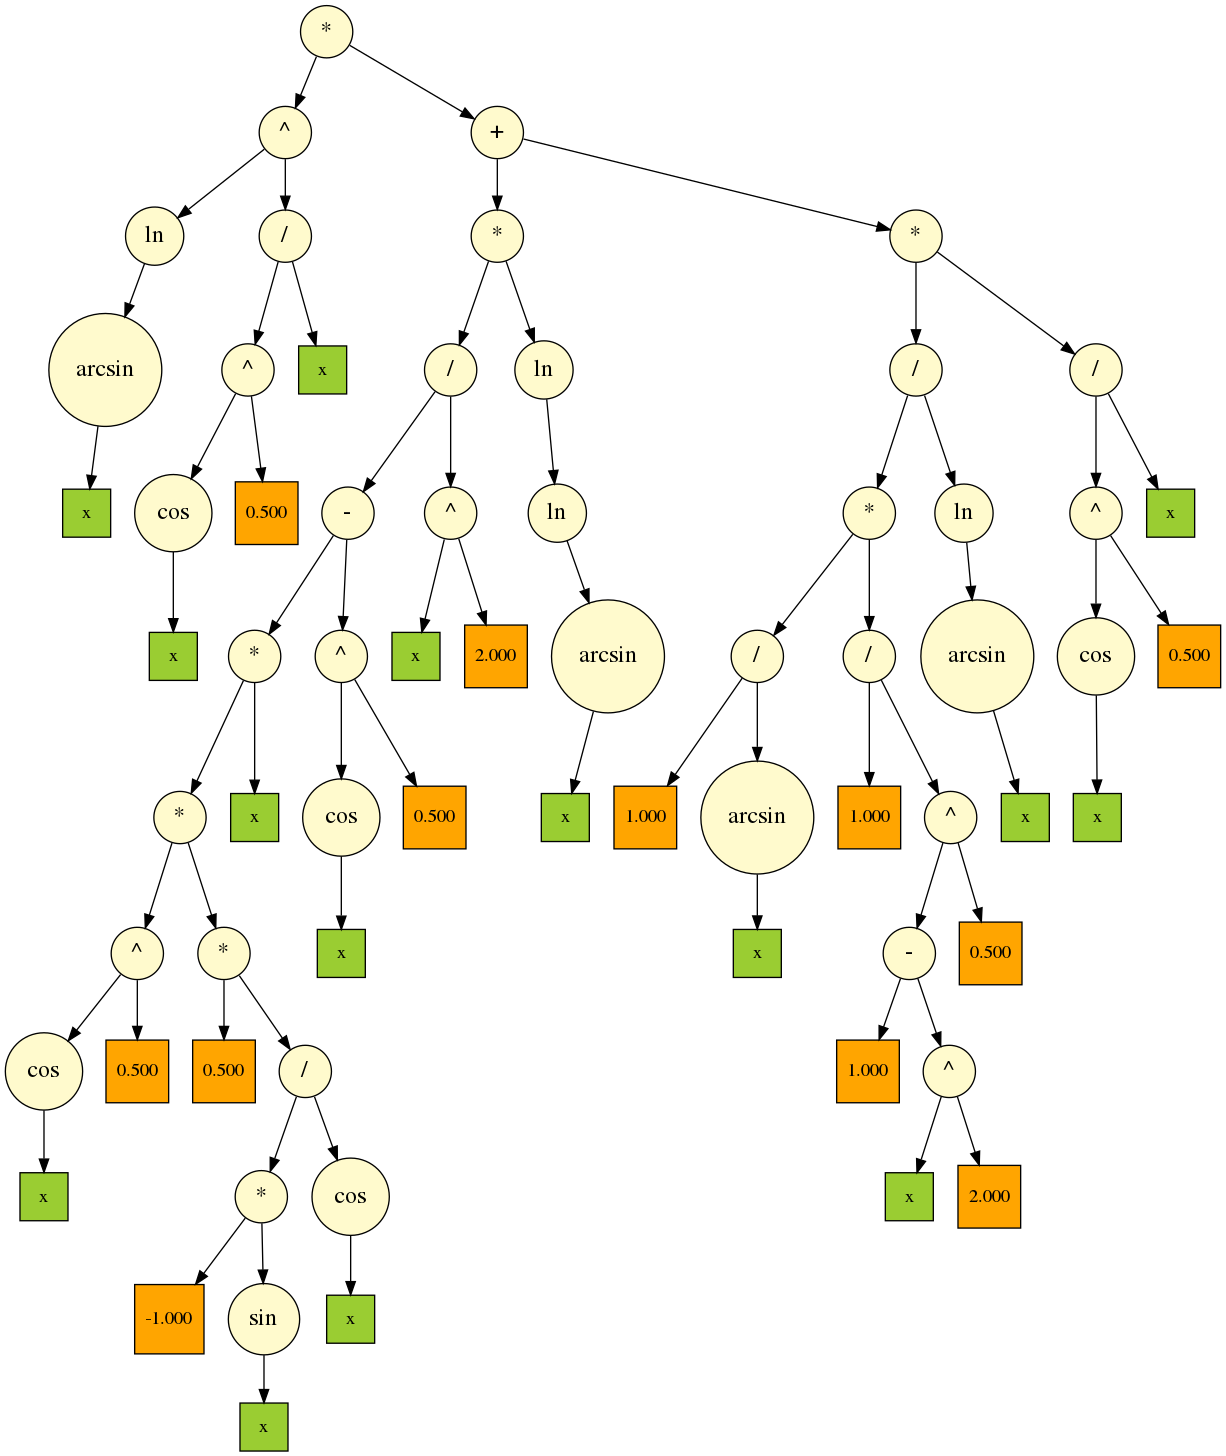 *
^ +
ln / * *
arcsin ^ x / ln / /
x cos 0.500 - ^ ln * ln ^ x
x * ^ x 2.000 arcsin / / arcsin cos 0.500
* x cos 0.500 x 1.000 arcsin 1.000 ^ x x
^ * x x - 0.500
cos 0.500 0.500 / 1.000 ^
x * cos x 2.000
-1.000 sin x
x